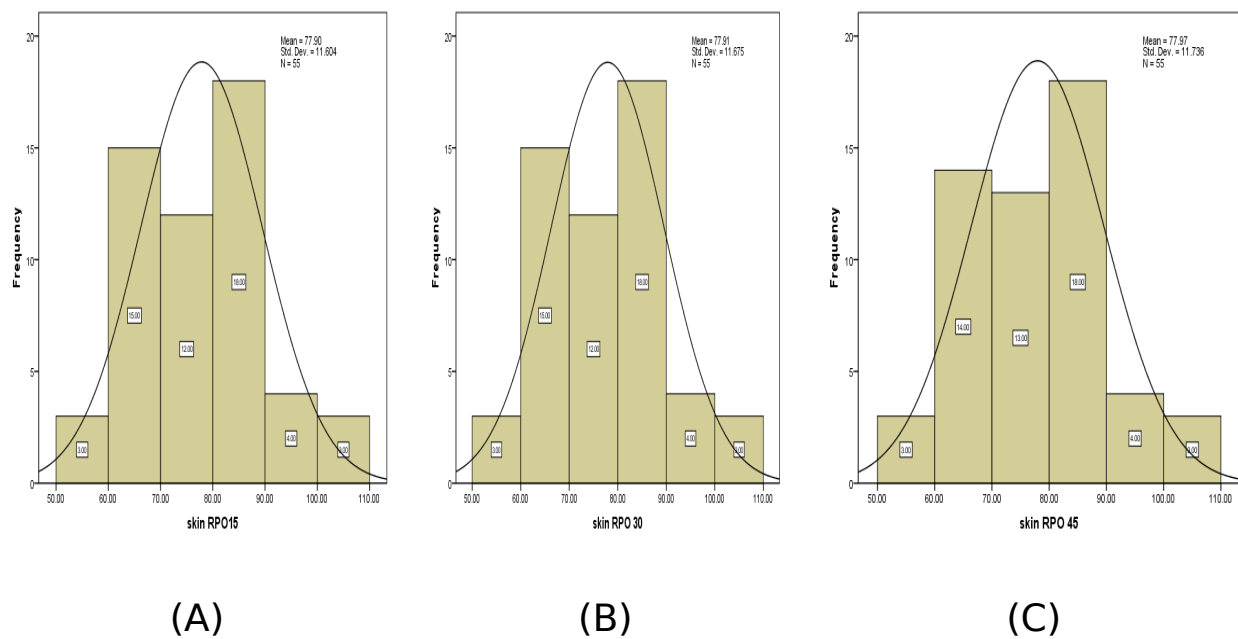 Mean = 77.90
Std. Dev. = 11.604
N = 55
20
15
10
5
0
Frequency
3.00
15.00
12.00
18.00
4.00
3.00
50.00 60.00 70.00 80.00 90.00 100.00 110.00
skin RPO15
(A)
Mean = 77.91
Std. Dev. = 11.675
N = 55
20
15
10
5
0
Frequency
3.00
15.00
12.00
18.00
4.00
3.00
50.00 60.00 70.00 80.00 90.00 100.00 110.00
skin RPO 30
(B)
Mean = 77.97
Std. Dev. = 11.736
N = 55
20
15
10
5
0
Frequency
3.00
14.00
13.00
18.00
4.00
3.00
50.00 60.00 70.00 80.00 90.00 100.00 110.00
skin RPO 45
(C)